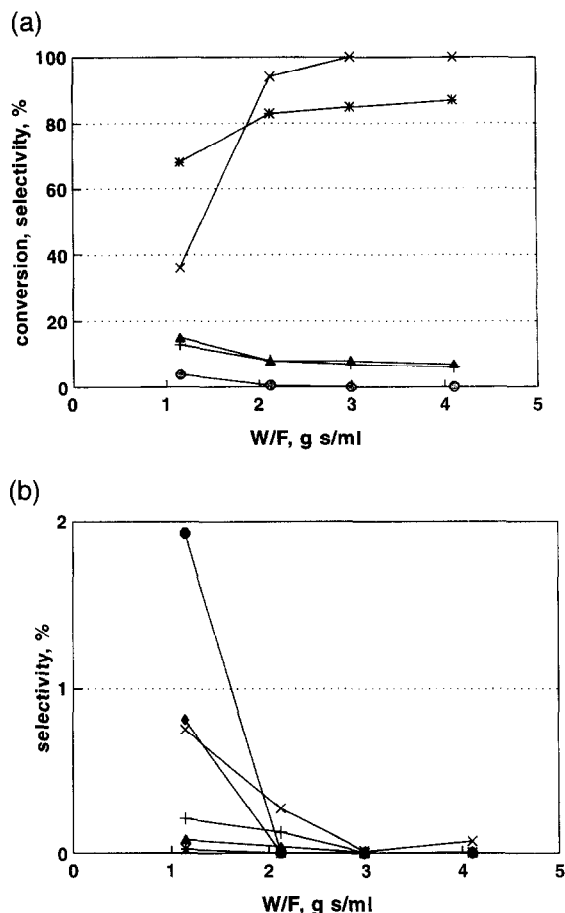 (a)
100
80
60
40
20
0
conversion, selectivity, %
0 1 2 3 4 5
W/F, g s/ml
(b)
2
1
0
selectivity, %
0 1 2 3 4 5
W/F, g s/ml